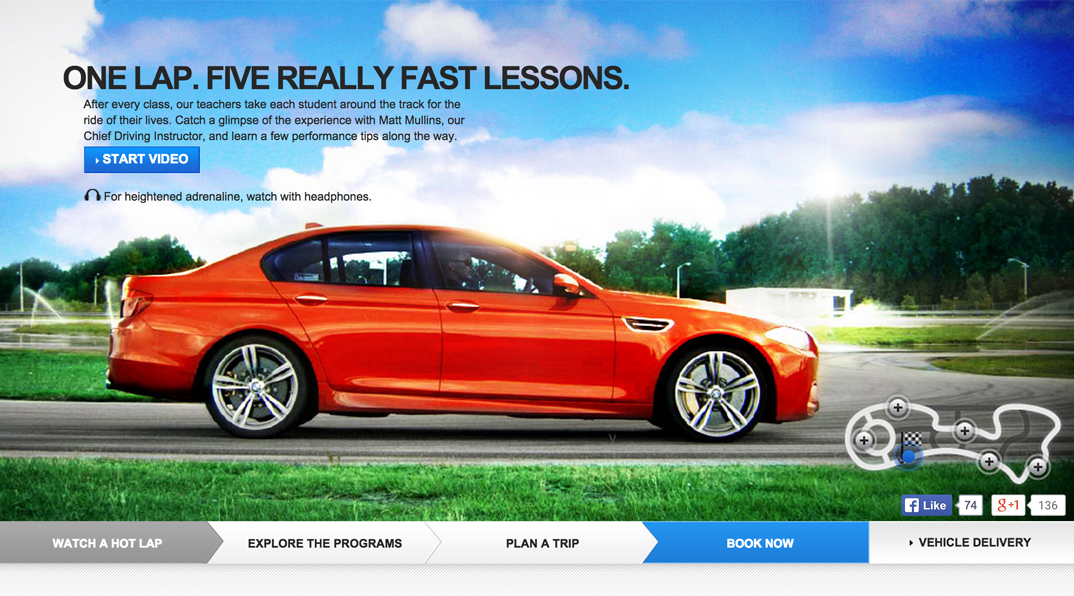 ONE LAP. FIVE REALLY FAST LESSONS.
After every class, our teachers take each student around the track for the
ride of their lives. Catch a glimpse of the experience with Matt Mullins, our
Chief Driving Instructor, and learn a few performance tips along the way.
START VIDEO
For heightened adrenaline, watch with headphones.
Like 74 g+1 136
WATCH A HOT LAP EXPLORE THE PROGRAMS PLAN A TRIP BOOK NOW VEHICLE DELIVERY